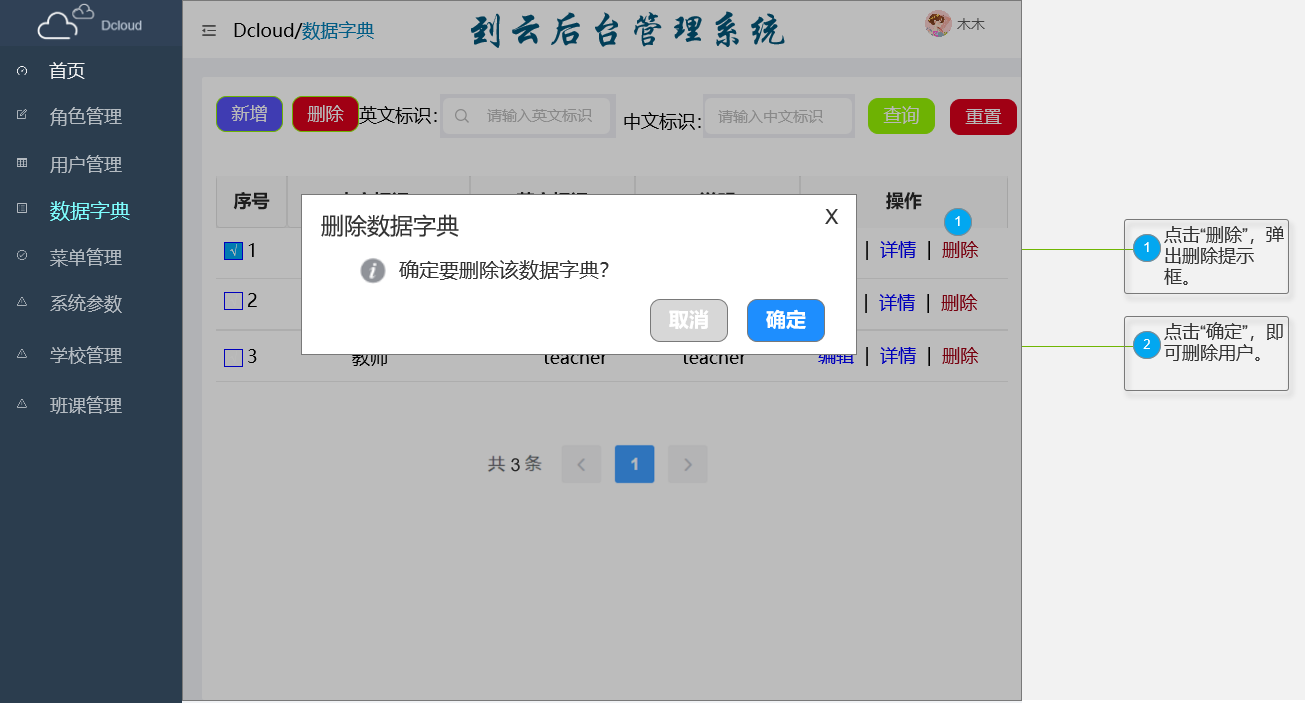 Dcloud
首页
角色管理
用户管理
数据字典
菜单管理
系统参数
学校管理
班课管理
Dcloud/数据字典
到云后台管理系统
木木
新增 删除 英文标识: 请输入英文标识 中文标识: 请输入中文标识 查询 重置
序号 操作
1
√ 1 | 详情 | 删除
2 | 详情 | 删除
3 教师 teacher teacher 编辑 | 详情 | 删除
删除数据字典 X
i 确定要删除该数据字典?
取消 确定
共 3 条 < 1 >
1 点击“删除”，弹
出删除提示
框。
2 点击“确定”，即
可删除用户。